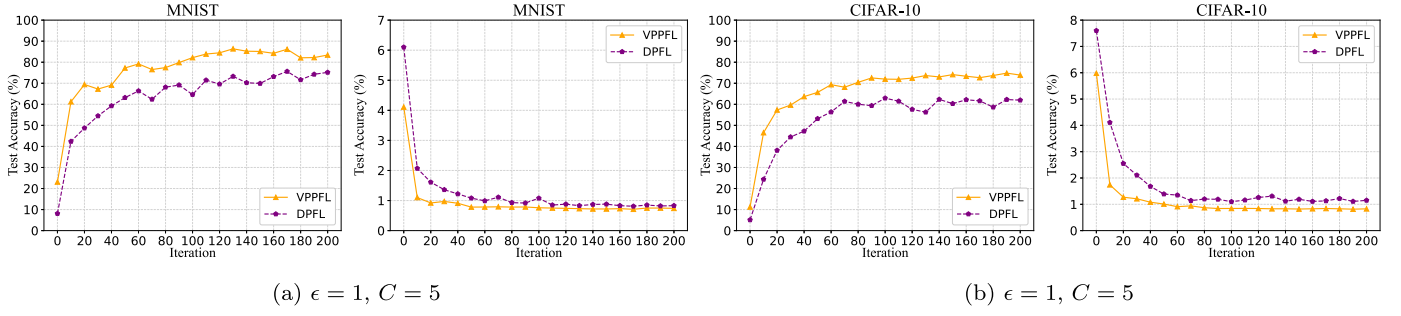 MNIST
Test Accuracy (%)
100
90
80
70
60
50
40
30
20
10
0
0 20 40 60 80 100 120 140 160 180 200
Iteration
VPPFL
DPFL
MNIST
Test Accuracy (%)
7
6
5
4
3
2
1
0
0 20 40 60 80 100 120 140 160 180 200
Iteration
VPPFL
DPFL
(a) ϵ = 1, C = 5
CIFAR-10
Test Accuracy (%)
100
90
80
70
60
50
40
30
20
10
0
0 20 40 60 80 100 120 140 160 180 200
Iteration
VPPFL
DPFL
CIFAR-10
Test Accuracy (%)
8
7
6
5
4
3
2
1
0
0 20 40 60 80 100 120 140 160 180 200
Iteration
VPPFL
DPFL
(b) ϵ = 1, C = 5